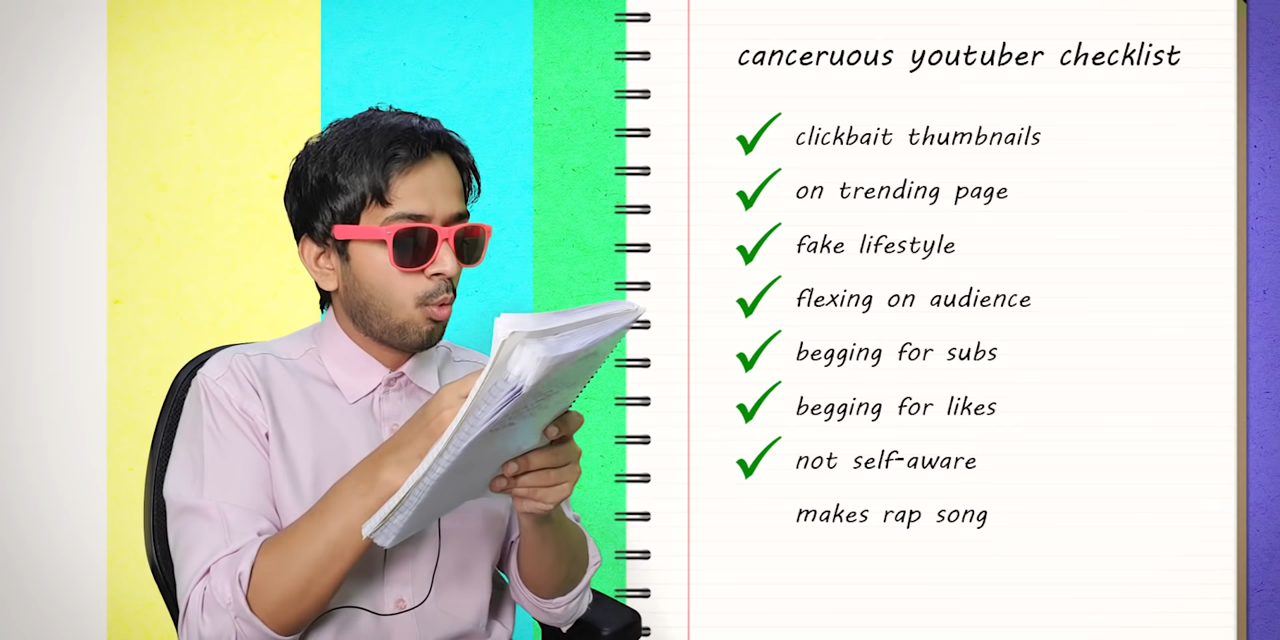 canceruous youtuber checklist
clickbait thumbnails
on trending page
fake lifestyle
flexing on audience
begging for subs
begging for likes
not self-aware
makes rap song